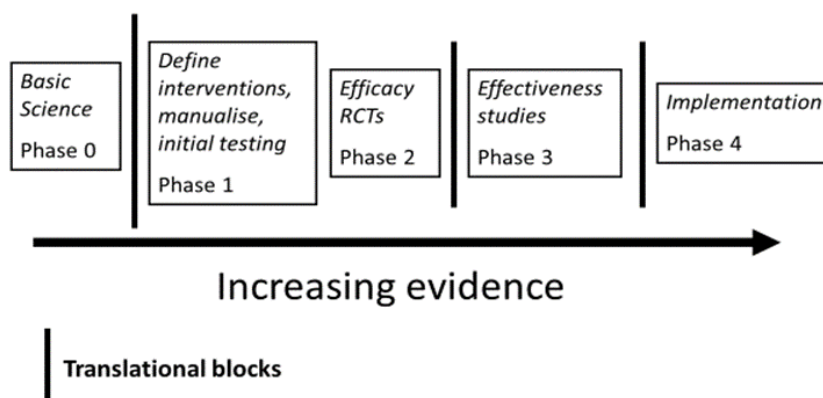 Basic
Science
Phase 0
Define
interventions,
manualise,
initial testing
Phase 1
Efficacy
RCTs
Phase 2
Effectiveness
studies
Phase 3
Implementation
Phase 4
Increasing evidence
Translational blocks